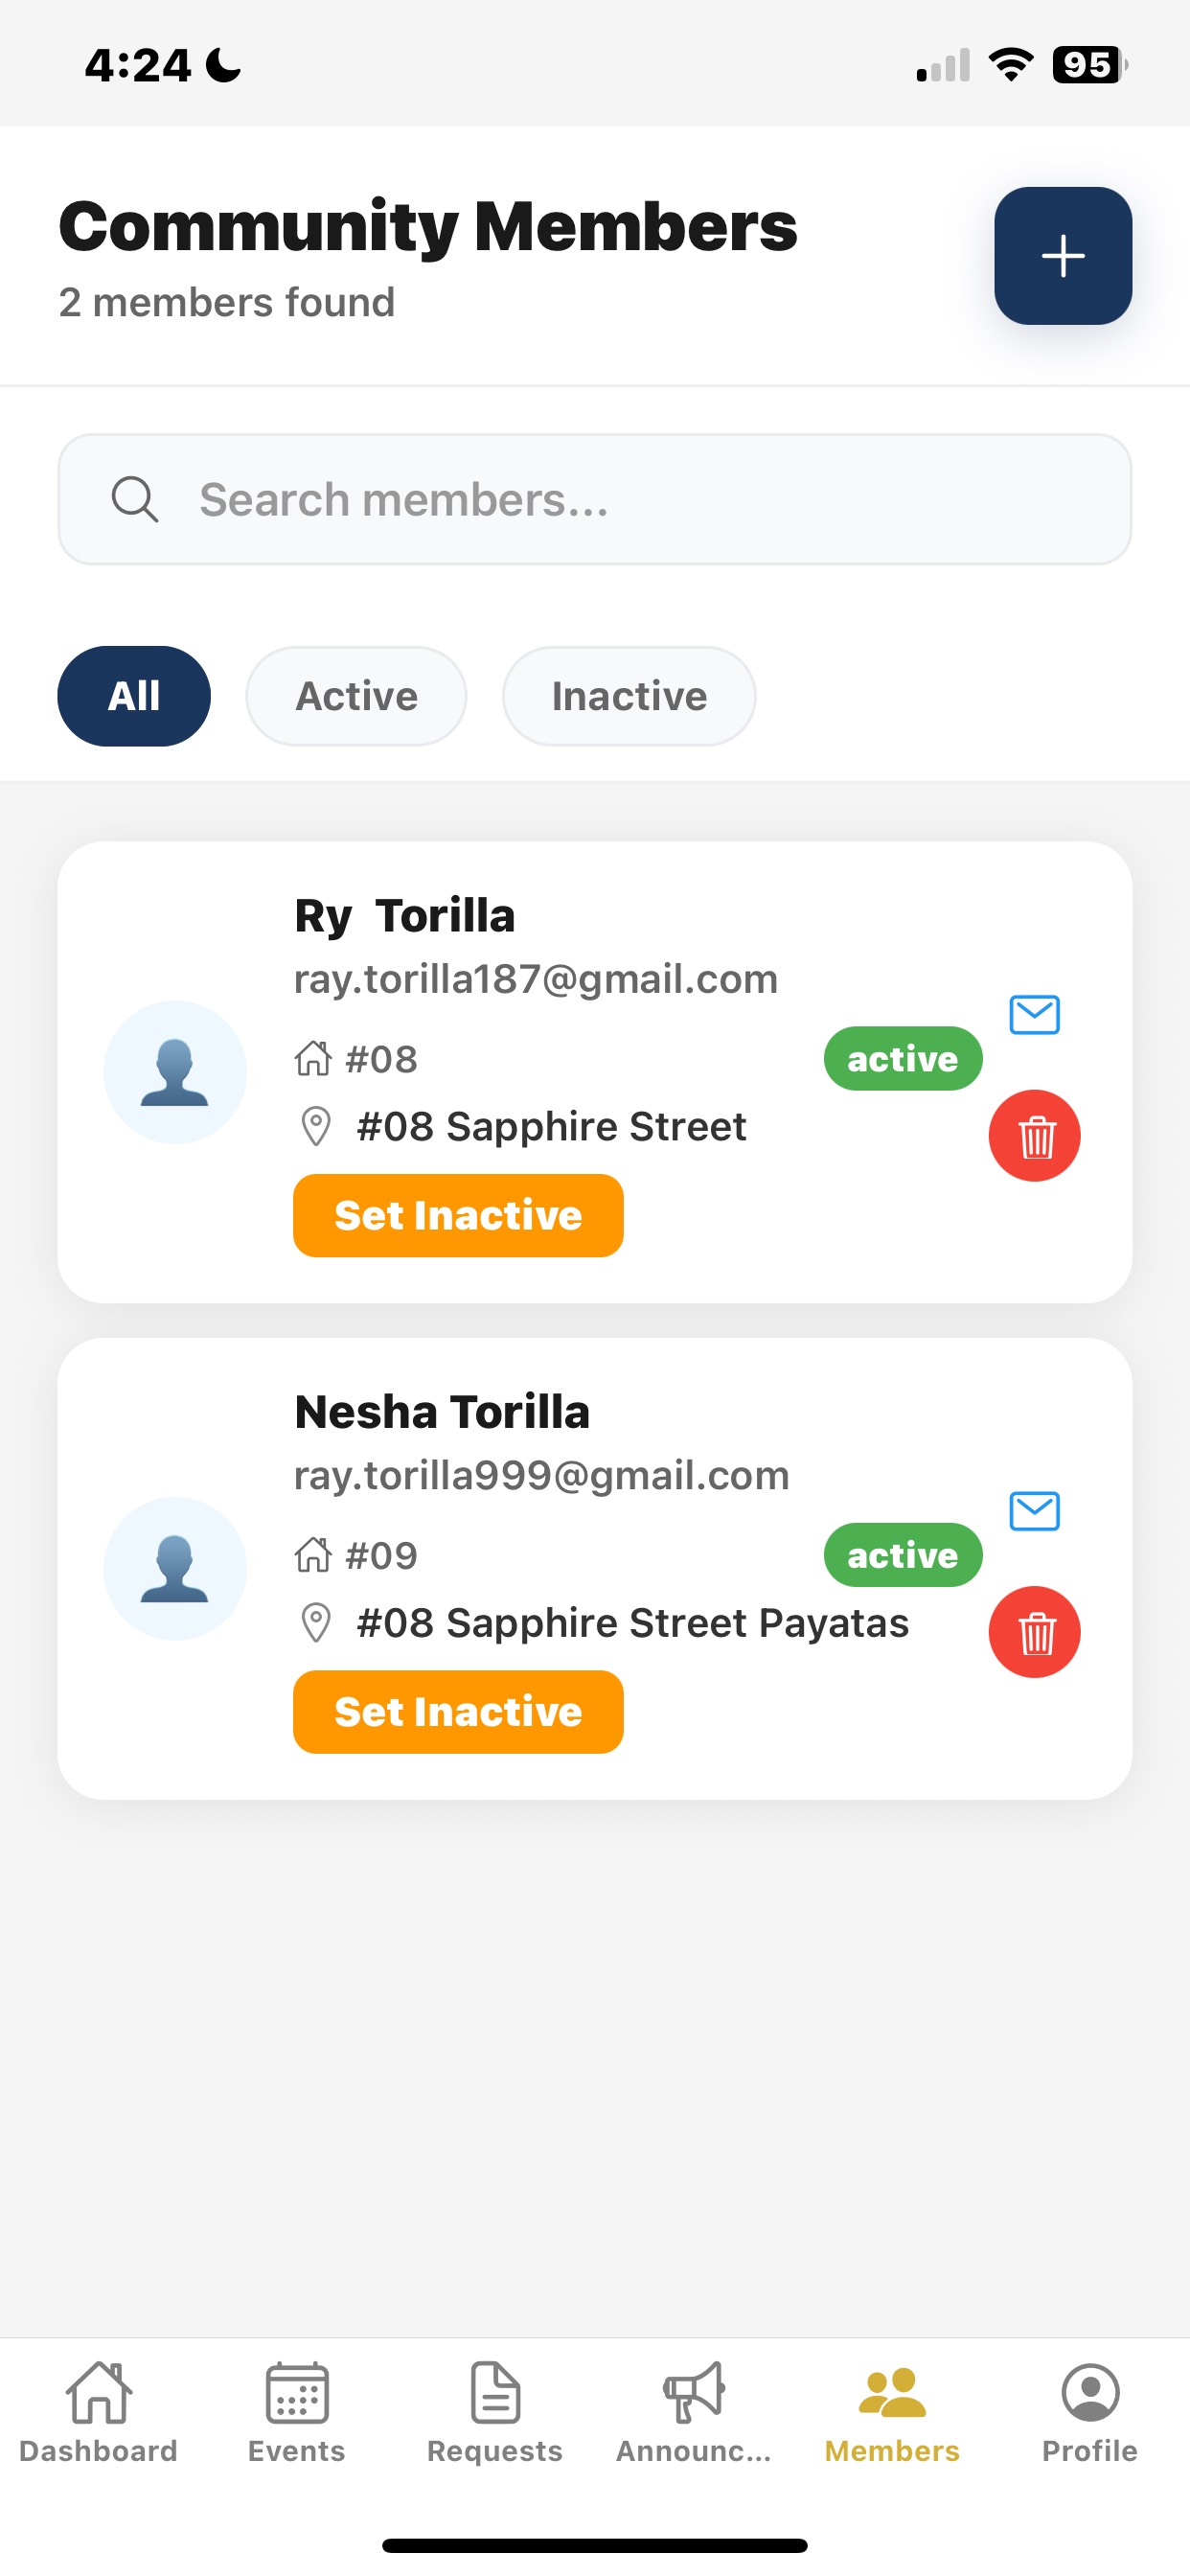 4:24
95
Community Members
2 members found
Search members...
All
Active
Inactive
Ry  Torilla
ray.torilla187@gmail.com
#08
active
#08 Sapphire Street
Set Inactive
Nesha Torilla
ray.torilla999@gmail.com
#09
active
#08 Sapphire Street Payatas
Set Inactive
Dashboard
Events
Requests
Announc...
Members
Profile